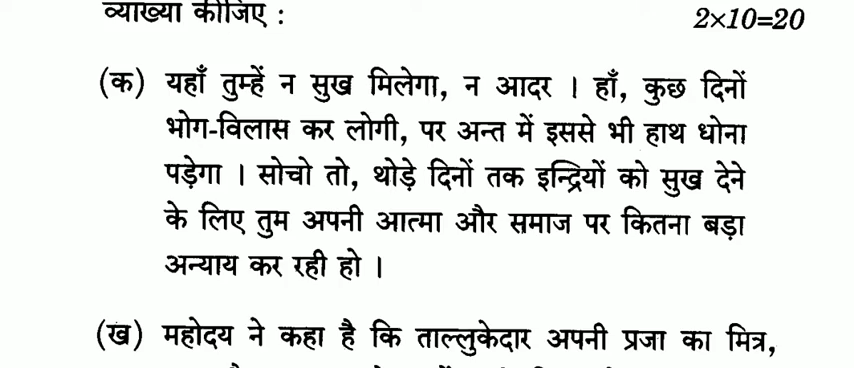 व्याख्या कीजिए : 2×10=20
(क) यहाँ तुम्हें न सुख मिलेगा, न आदर । हाँ, कुछ दिनों
भोग-विलास कर लोगी, पर अन्त में इससे भी हाथ धोना
पड़ेगा । सोचो तो, थोड़े दिनों तक इन्द्रियों को सुख देने
के लिए तुम अपनी आत्मा और समाज पर कितना बड़ा
अन्याय कर रही हो ।
(ख) महोदय ने कहा है कि ताल्लुकेदार अपनी प्रजा का मित्र,